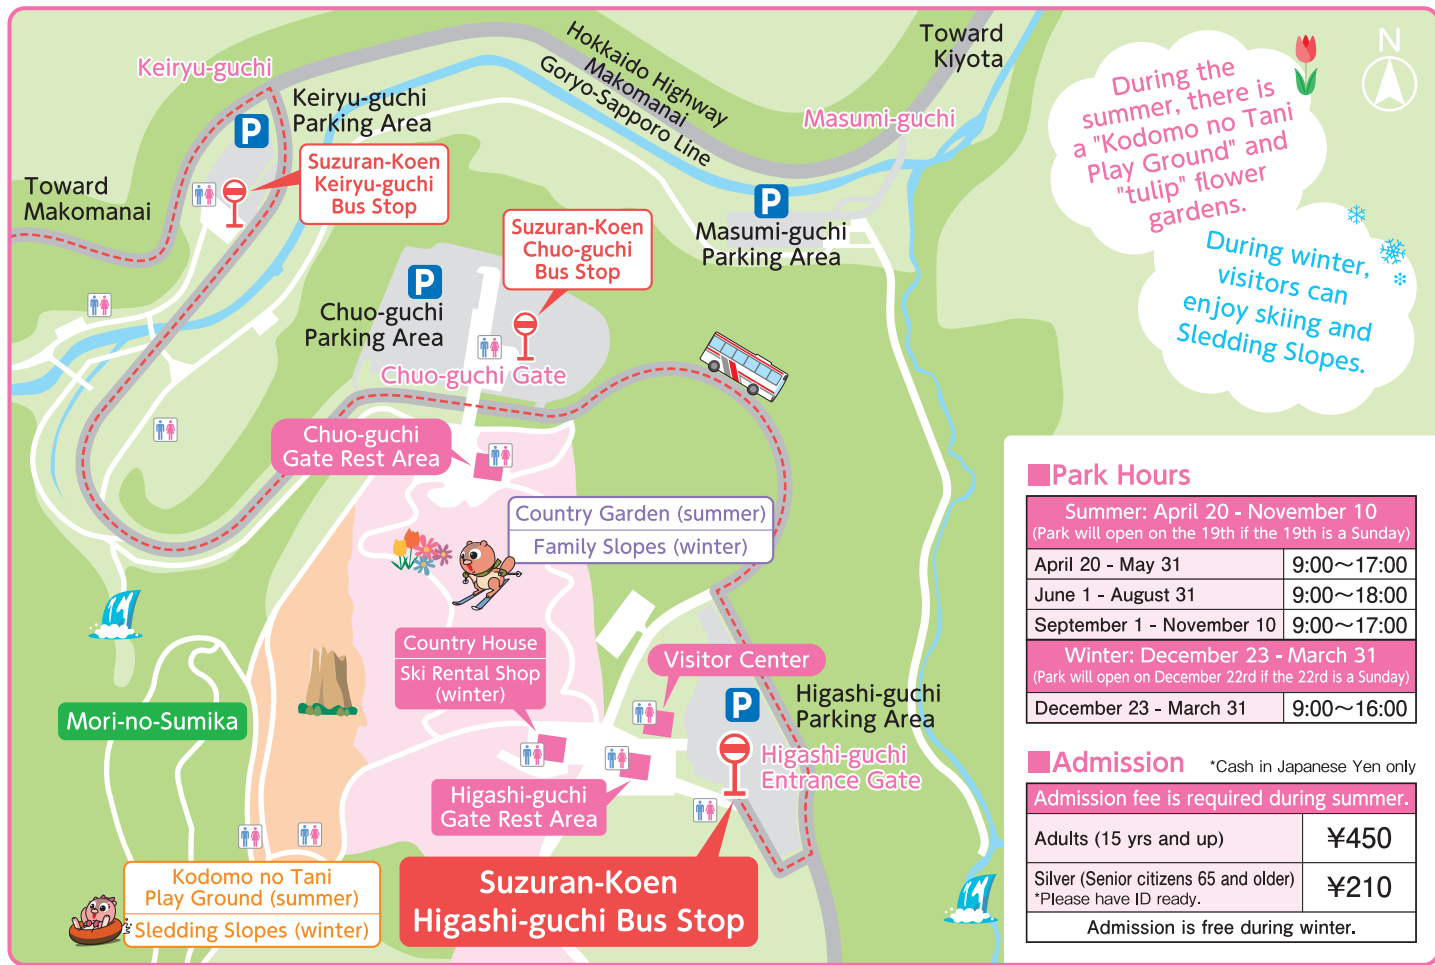 Keiryu-guchi
Keiryu-guchi
Parking Area
P
Suzuran-Koen
Keiryu-guchi
Bus Stop
Toward
Makomanai
Hokkaido Highway
Makomanai
Goryo-Sapporo Line
Toward
Kiyota
Masumi-guchi
P
Masumi-guchi
Parking Area
N
During the
summer, there is
a "Kodomo no Tani
Play Ground" and
"tulip" flower
gardens.
During winter,
visitors can
enjoy skiing and
Sledding Slopes.
Suzuran-Koen
Chuo-guchi
Bus Stop
P
Chuo-guchi
Parking Area
Chuo-guchi Gate
Chuo-guchi
Gate Rest Area
Country Garden (summer)
Family Slopes (winter)
Country House
Ski Rental Shop
(winter)
Visitor Center
P
Higashi-guchi
Parking Area
Higashi-guchi
Entrance Gate
Mori-no-Sumika
Higashi-guchi
Gate Rest Area
Kodomo no Tani
Play Ground (summer)
Sledding Slopes (winter)
Suzuran-Koen
Higashi-guchi Bus Stop
■Park Hours
Summer: April 20 - November 10
(Park will open on the 19th if the 19th is a Sunday)
April 20 - May 31 9:00～17:00
June 1 - August 31 9:00～18:00
September 1 - November 10 9:00～17:00
Winter: December 23 - March 31
(Park will open on December 22rd if the 22rd is a Sunday)
December 23 - March 31 9:00～16:00
■Admission *Cash in Japanese Yen only
Admission fee is required during summer.
Adults (15 yrs and up) ¥450
Silver (Senior citizens 65 and older) ¥210
*Please have ID ready.
Admission is free during winter.